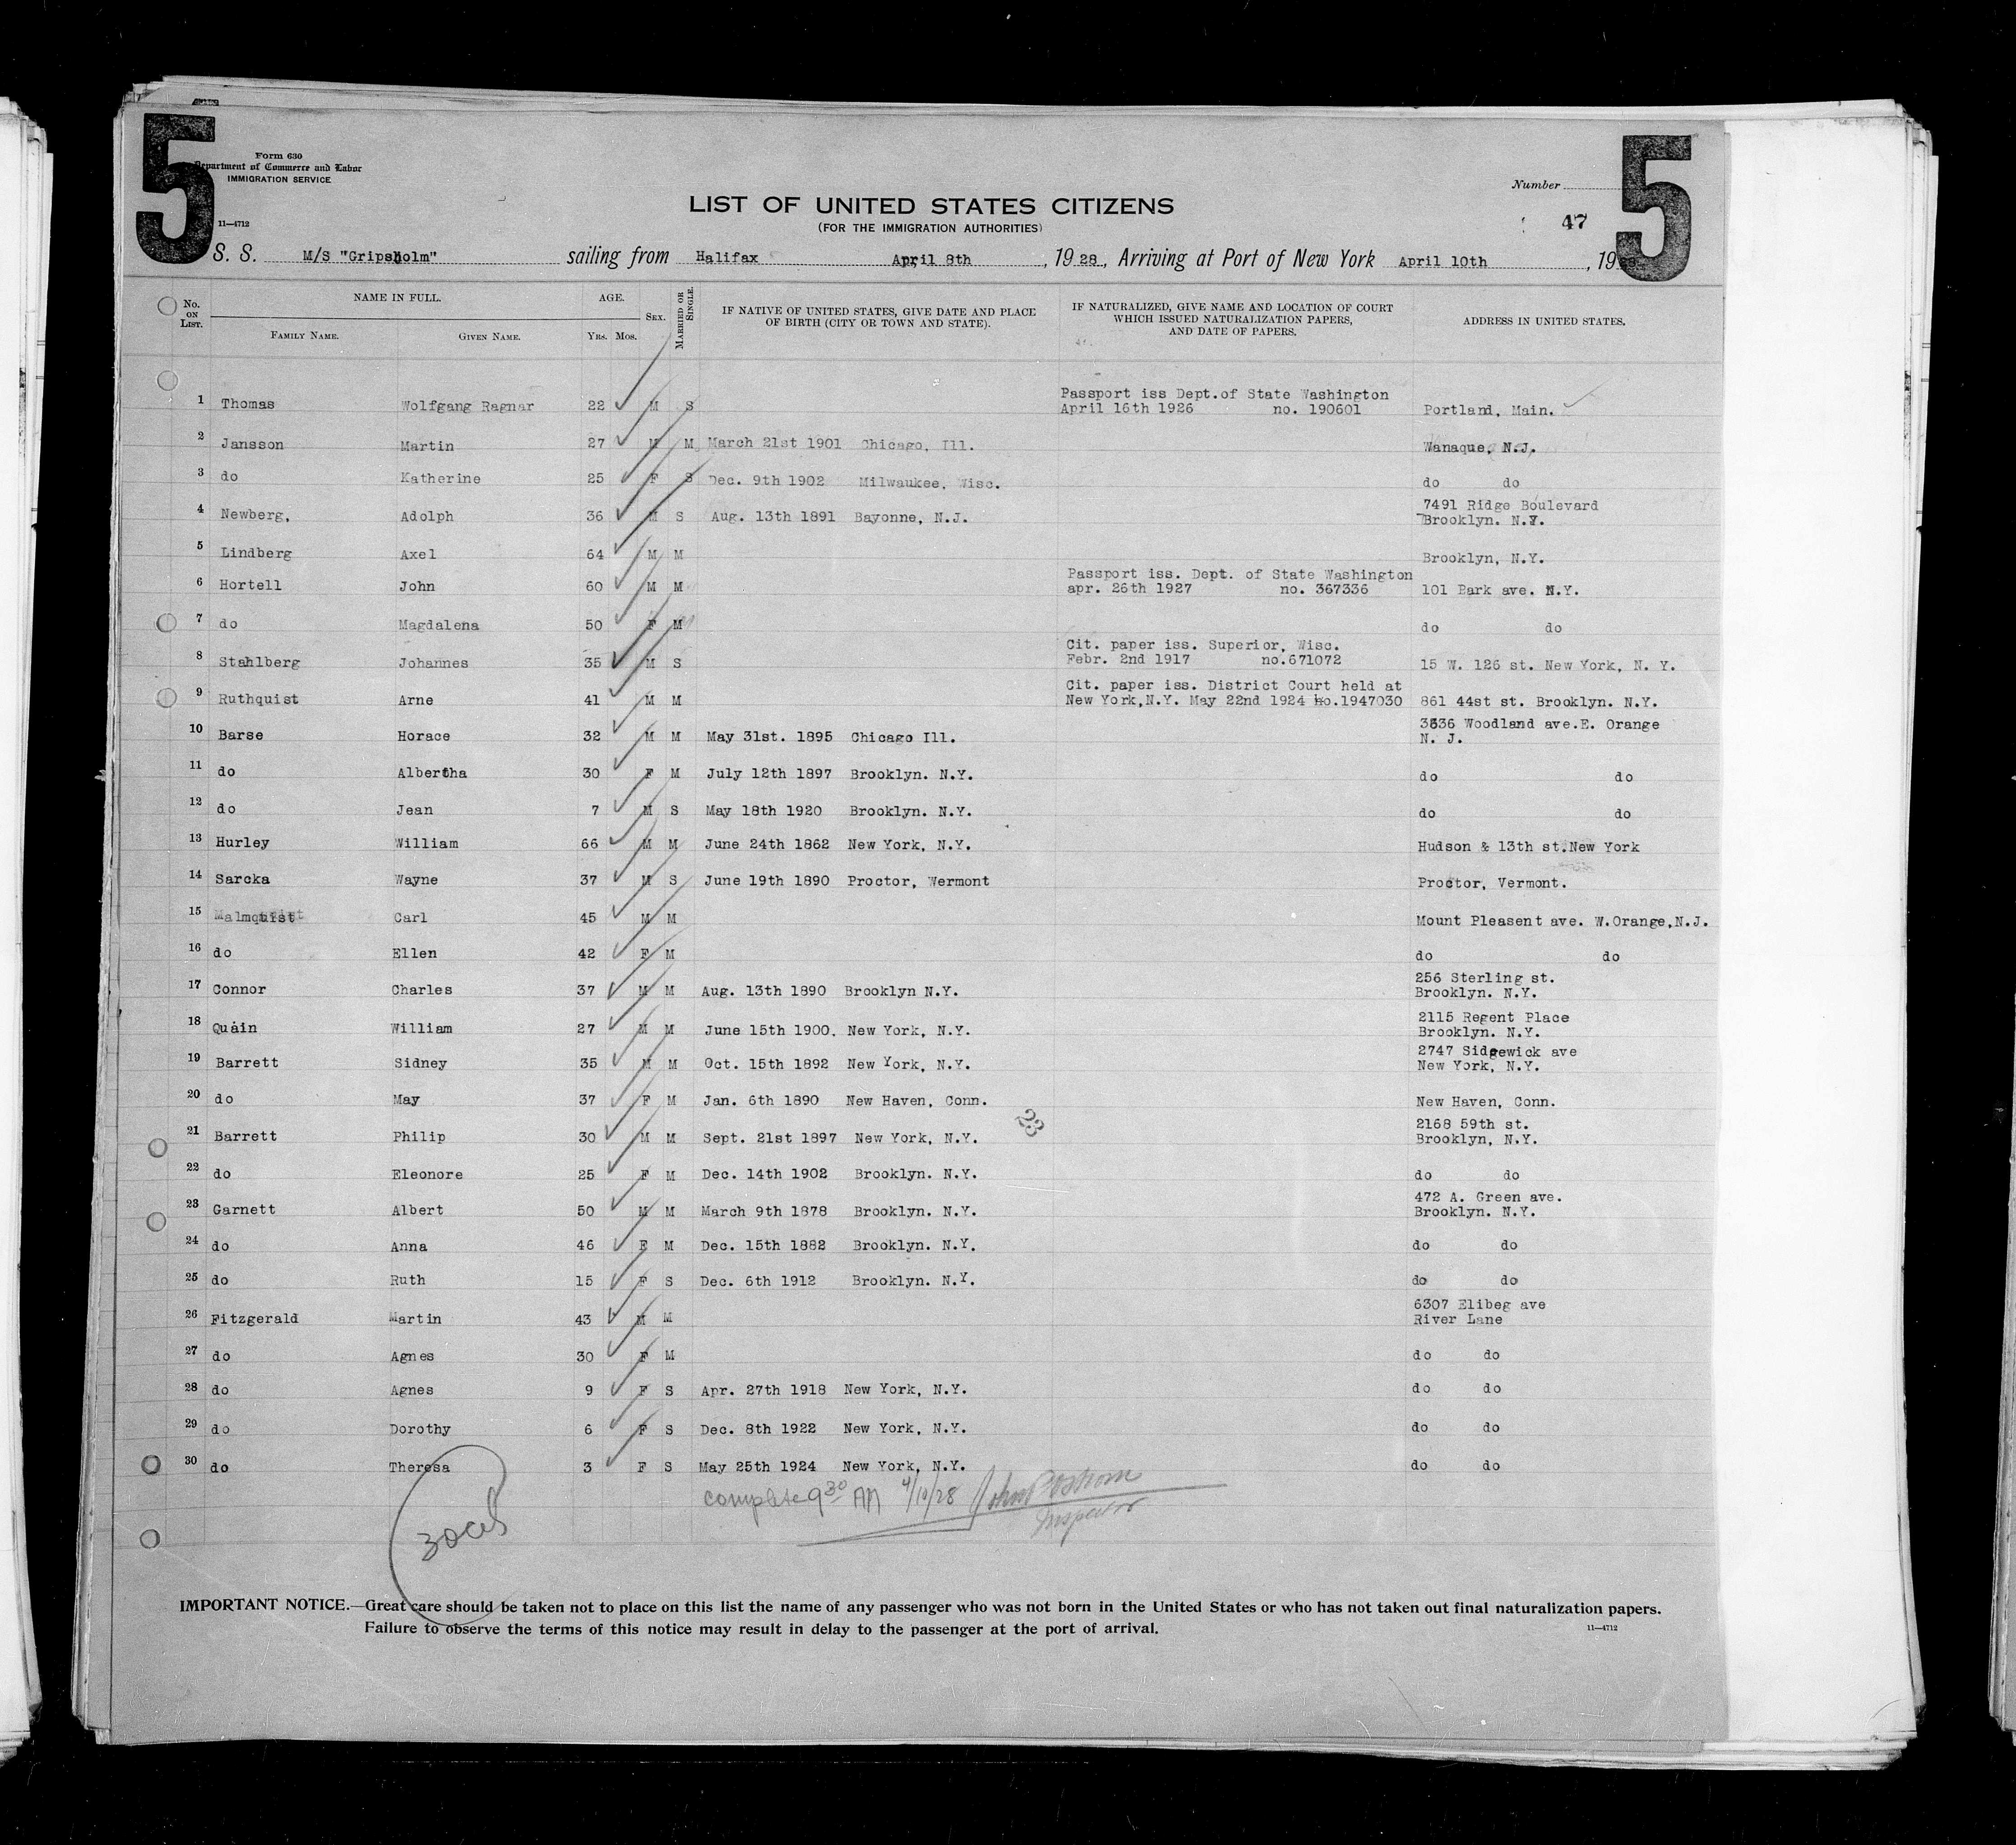 5
5
Form 630
Department of Commerce and Labor
IMMIGRATION SERVICE
11—4712
Number
47
LIST OF UNITED STATES CITIZENS
(FOR THE IMMIGRATION AUTHORITIES)
S. S. M/S "Gripsholm" sailing from Halifax April 8th, 1928, Arriving at Port of New York April 10th, 19
No. ON LIST. NAME IN FULL. AGE. SEX. MARRIED OR SINGLE. IF NATIVE OF UNITED STATES, GIVE DATE AND PLACE OF BIRTH (CITY OR TOWN AND STATE). IF NATURALIZED, GIVE NAME AND LOCATION OF COURT WHICH ISSUED NATURALIZATION PAPERS, AND DATE OF PAPERS. ADDRESS IN UNITED STATES.
FAMILY NAME. GIVEN NAME. YRS. MOS.
1 Thomas Wolfgang Ragnar 22 M S Passport iss Dept.of State Washington April 16th 1926 no. 190601 Portland, Main.
2 Jansson Martin 27 M M March 21st 1901 Chicago, Ill. Wanaque, N.J.
3 do Katherine 25 F S Dec. 9th 1902 Milwaukee, Wisc. do do
4 Newberg, Adolph 36 M S Aug. 13th 1891 Bayonne, N.J. 7491 Ridge Boulevard Brooklyn. N.Y.
5 Lindberg Axel 64 M M Brooklyn, N.Y.
6 Hortell John 60 M M Passport iss. Dept. of State Washington apr. 26th 1927 no. 367336 101 Park ave. N.Y.
7 do Magdalena 50 F M do do
8 Stahlberg Johannes 35 M S Cit. paper iss. Superior, Wisc. Febr. 2nd 1917 no.671072 15 W. 126 st. New York, N. Y.
9 Ruthquist Arne 41 M M Cit. paper iss. District Court held at New York,N.Y. May 22nd 1924 no.1947030 861 44st st. Brooklyn. N.Y.
10 Barse Horace 32 M M May 31st. 1895 Chicago Ill. Woodland ave.E. Orange N. J.
11 do Albertha 30 F M July 12th 1897 Brooklyn. N.Y. do do
12 do Jean 7 M S May 18th 1920 Brooklyn. N.Y. do do
13 Hurley William 66 M M June 24th 1862 New York, N.Y. Hudson & 13th st.New York
14 Sarcka Wayne 37 M S June 19th 1890 Proctor, Wermont Proctor, Vermont.
15 Malmquist Carl 45 M M Mount Pleasent ave. W.Orange,N.J.
16 do Ellen 42 F M do do
17 Connor Charles 37 M M Aug. 13th 1890 Brooklyn N.Y. 256 Sterling st. Brooklyn. N.Y.
18 Quain William 27 M M June 15th 1900. New York, N.Y. 2115 Regent Place Brooklyn. N.Y.
19 Barrett Sidney 35 M M Oct. 15th 1892 New York, N.Y. 2747 Sidgewick ave New York, N.Y.
20 do May 37 F M Jan. 6th 1890 New Haven, Conn. New Haven, Conn.
23
21 Barrett Philip 30 M M Sept. 21st 1897 New York, N.Y. 2168 59th st. Brooklyn, N.Y.
22 do Eleonore 25 F M Dec. 14th 1902 Brooklyn. N.Y. do do
23 Garnett Albert 50 M M March 9th 1878 Brooklyn. N.Y. 472 A. Green ave. Brooklyn. N.Y.
24 do Anna 46 F M Dec. 15th 1882 Brooklyn. N.Y. do do
25 do Ruth 15 F S Dec. 6th 1912 Brooklyn. N.Y. do do
26 Fitzgerald Martin 43 M M 6307 Elibeg ave River Lane
27 do Agnes 30 F M do do
28 do Agnes 9 F S Apr. 27th 1918 New York, N.Y. do do
29 do Dorothy 6 F S Dec. 8th 1922 New York, N.Y. do do
30 do Theresa 3 F S May 25th 1924 New York, N.Y. do do
complete 9 30 AM 4/10/28 John
Inspector
30
IMPORTANT NOTICE.—Great care should be taken not to place on this list the name of any passenger who was not born in the United States or who has not taken out final naturalization papers.
Failure to observe the terms of this notice may result in delay to the passenger at the port of arrival.
11—4712